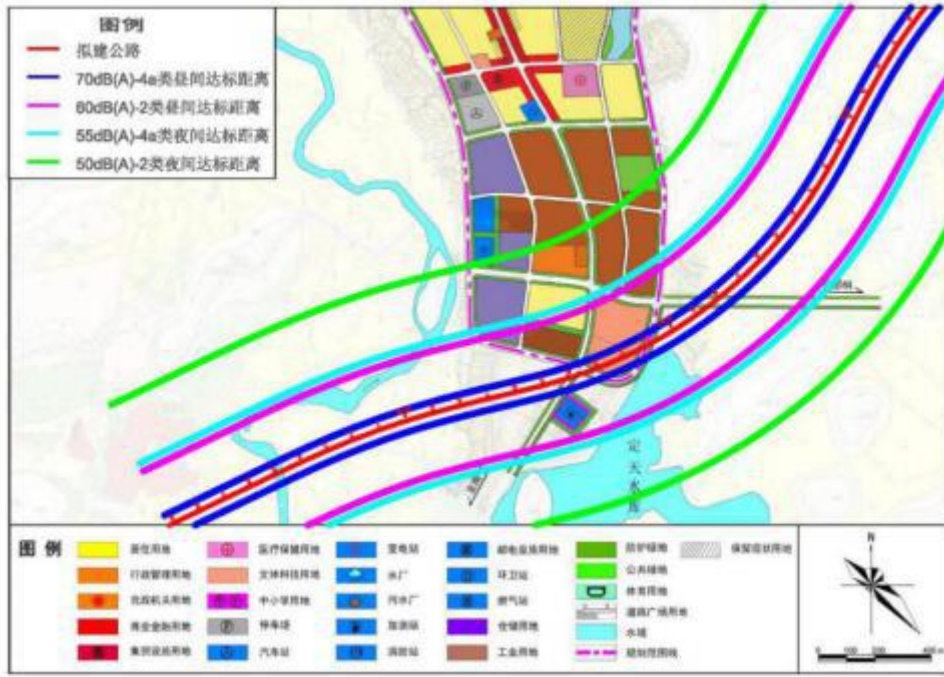 图例
拟建公路
70dB(A)-4a类昼间达标距离
60dB(A)-2类昼间达标距离
55dB(A)-4a类夜间达标距离
50dB(A)-2类夜间达标距离
定天水库
图例
居住用地
医疗保健用地
变电站
邮电设施用地
防护绿地
保留现状用地
行政管理用地
文体科技用地
水厂
环卫站
公共绿地
党政机关用地
中小学用地
污水厂
燃气站
体育用地
商业金融用地
停车场
加油站
仓储用地
道路广场用地
集贸设施用地
汽车站
消防站
工业用地
水域
规划范围线
N
0 100 200 400 m